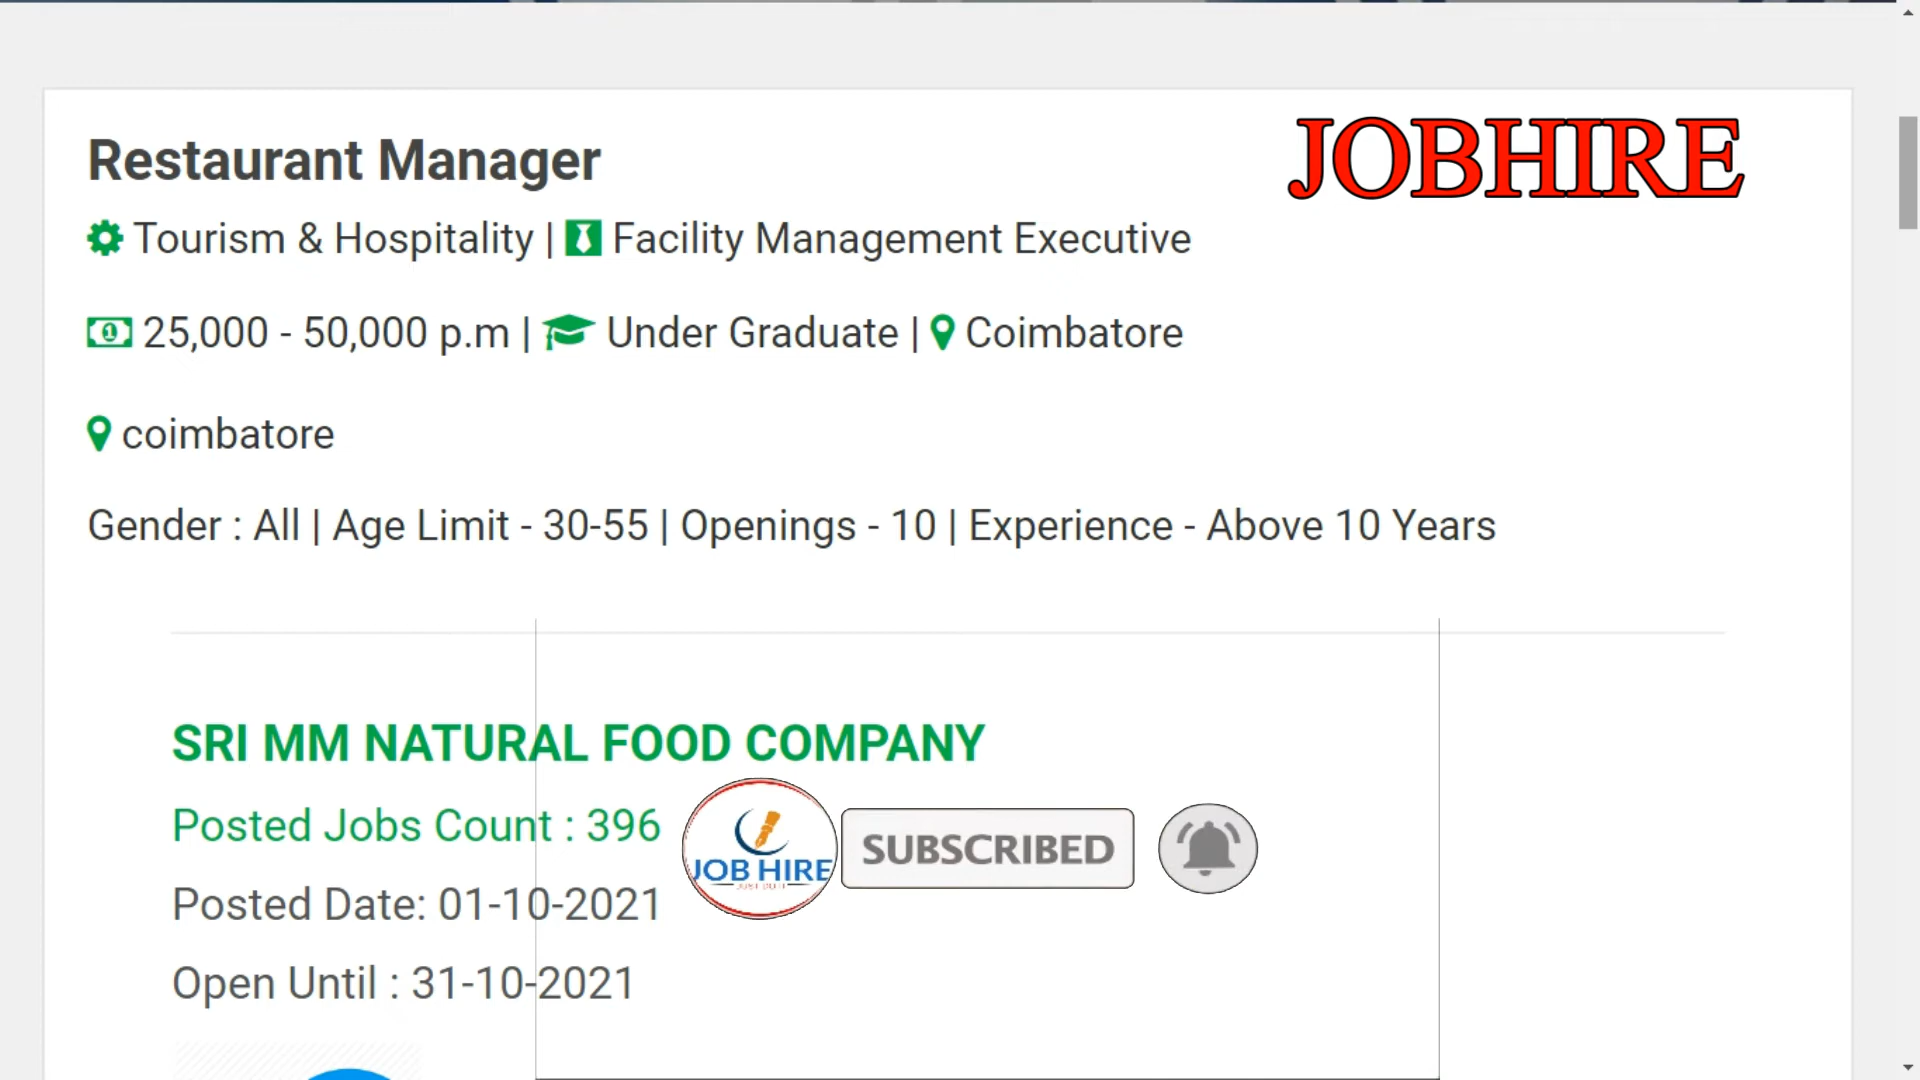 Restaurant Manager
JOBHIRE
Tourism & Hospitality | Facility Management Executive
25,000 - 50,000 p.m | Under Graduate | Coimbatore
coimbatore
Gender : All | Age Limit - 30-55 | Openings - 10 | Experience - Above 10 Years
SRI MM NATURAL FOOD COMPANY
Posted Jobs Count : 396
JOB HIRE
SUBSCRIBED
Posted Date: 01-10-2021
Open Until : 31-10-2021